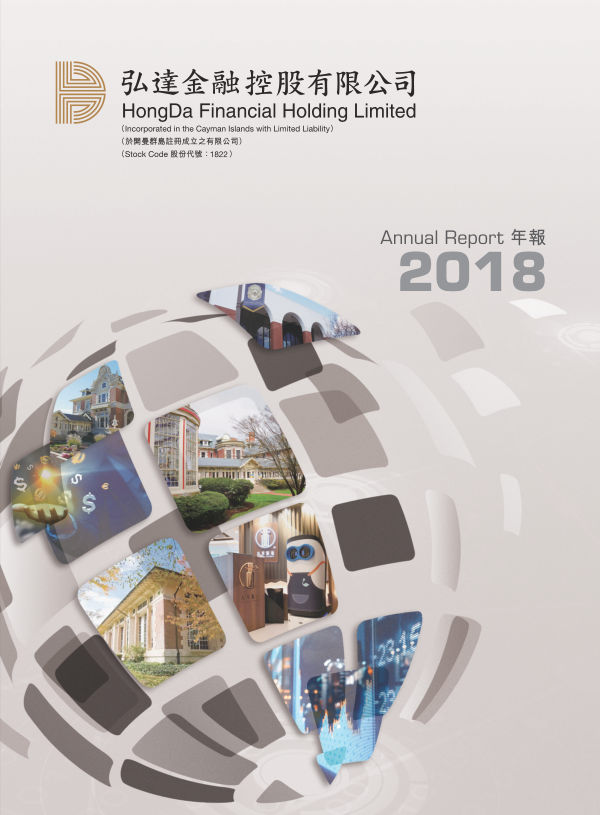 弘達金融控股有限公司
HongDa Financial Holding Limited
(Incorporated in the Cayman Islands with Limited Liability)
(於開曼群島註冊成立之有限公司)
(Stock Code 股份代號：1822)
Annual Report 年報
2018